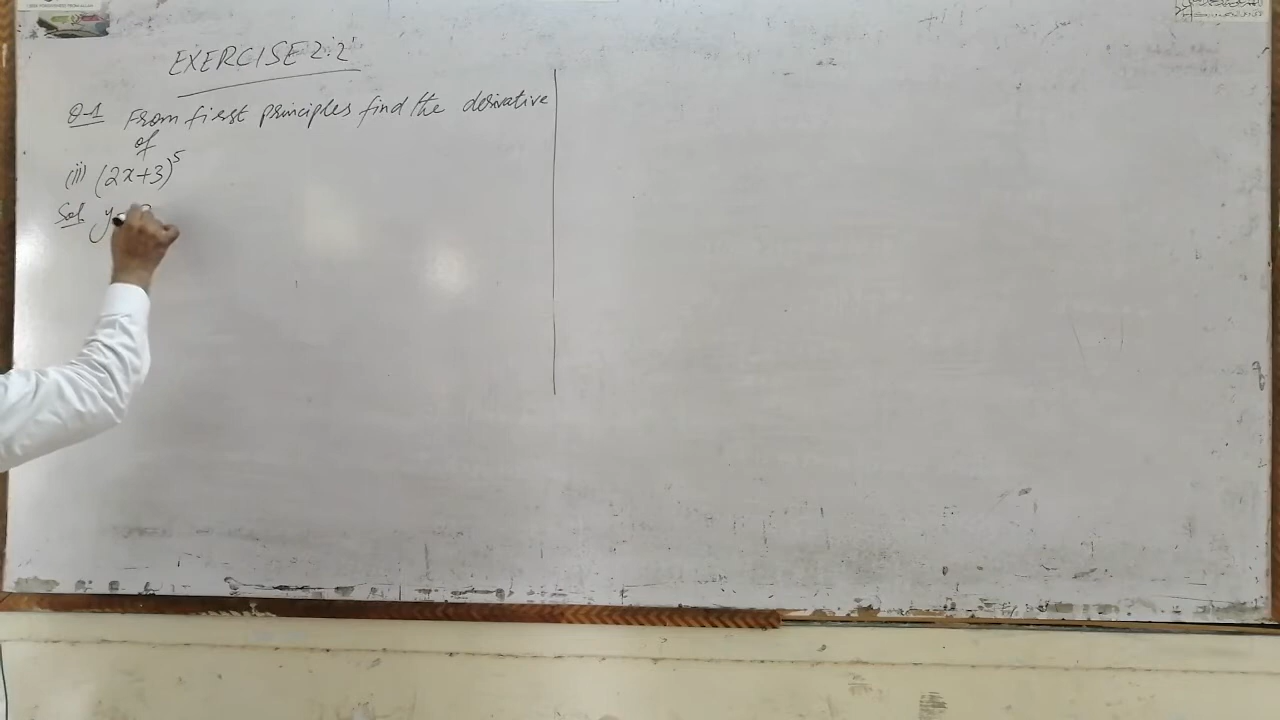 EXERCISE 2.2
Q-1 From first principles find the derivative
of
(ii) (2x+3)^5
Sol. y